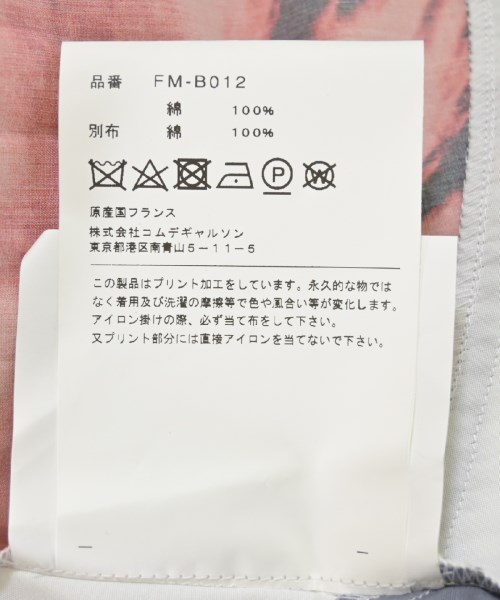 品番 FM-B012
綿 100%
別布 綿 100%
原産国フランス
株式会社コムデギャルソン
東京都港区南青山5-11-5
この製品はプリント加工をしています。永久的な物では
なく着用及び洗濯の摩擦等で色や風合い等が変化します。
アイロン掛けの際、必ず当て布をして下さい。
又プリント部分には直接アイロンを当てないで下さい。